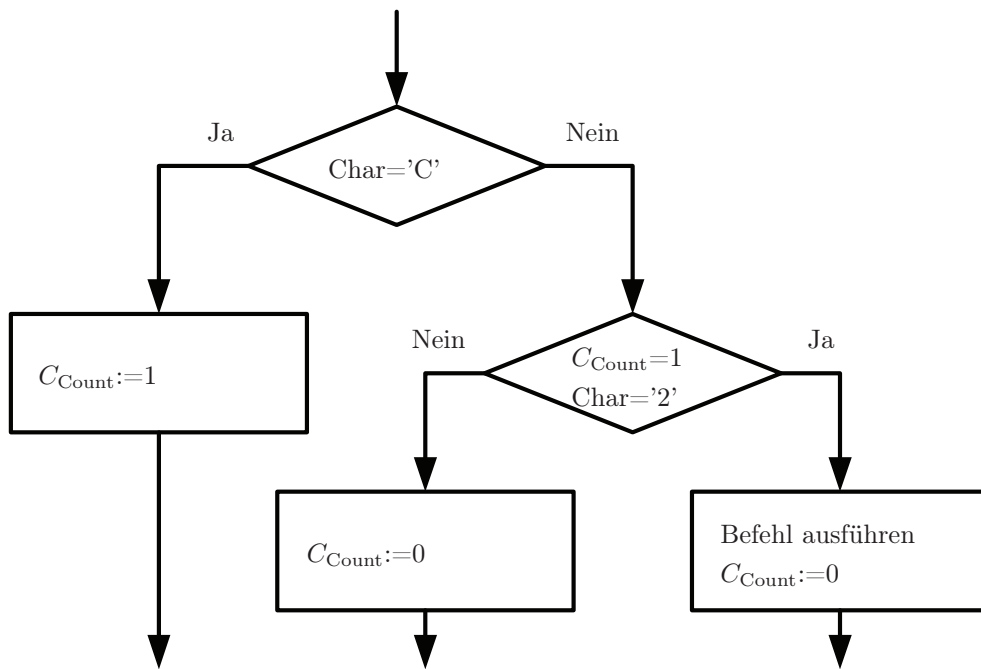 Ja
Nein
Char='C'
Nein
Ja
C_Count=1
Char='2'
C_Count:=1
C_Count:=0
Befehl ausführen
C_Count:=0